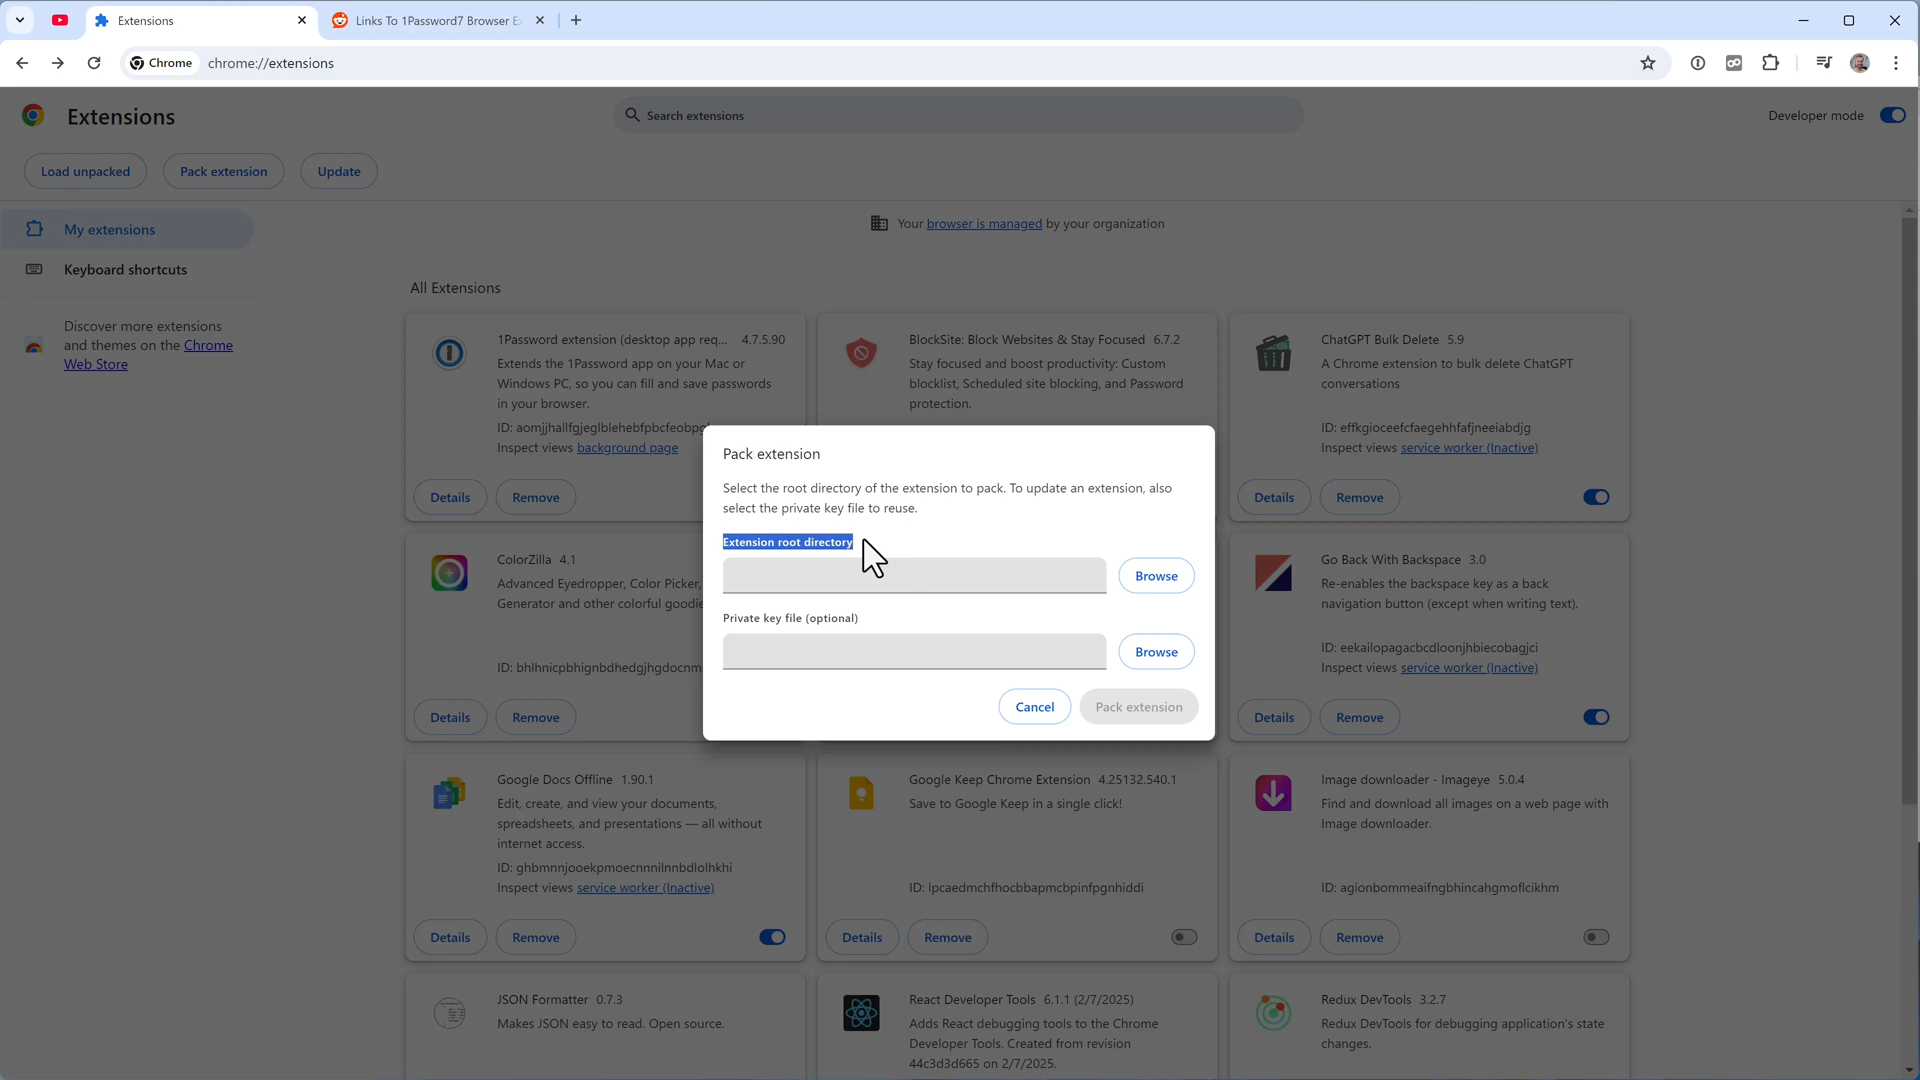 Extensions
Links To 1Password7 Browser E
Chrome
chrome://extensions
Extensions
Search extensions
Developer mode
Load unpacked
Pack extension
Update
My extensions
Keyboard shortcuts
Discover more extensions
and themes on the Chrome
Web Store
Your browser is managed by your organization
All Extensions
1Password extension (desktop app req... 4.7.5.90
Extends the 1Password app on your Mac or
Windows PC, so you can fill and save passwords
in your browser.
ID: aomjjhallfgjeglblehebfpbcfeobpg
Inspect views background page
Details
Remove
BlockSite: Block Websites & Stay Focused 6.7.2
Stay focused and boost productivity: Custom
blocklist, Scheduled site blocking, and Password
protection.
ChatGPT Bulk Delete 5.9
A Chrome extension to bulk delete ChatGPT
conversations
ID: effkgioceefcfaegehhfafjneeiabdjg
Inspect views service worker (Inactive)
Details
Remove
Pack extension
Select the root directory of the extension to pack. To update an extension, also
select the private key file to reuse.
Extension root directory
Browse
Private key file (optional)
Browse
Cancel
Pack extension
ColorZilla 4.1
Advanced Eyedropper, Color Picker,
Generator and other colorful goodie
ID: bhlhnicpbhignbdhedgjhgdocnm
Details
Remove
Go Back With Backspace 3.0
Re-enables the backspace key as a back
navigation button (except when writing text).
ID: eekailopagacbcdloonjhbiecobagjci
Inspect views service worker (Inactive)
Details
Remove
Google Docs Offline 1.90.1
Edit, create, and view your documents,
spreadsheets, and presentations — all without
internet access.
ID: ghbmnnjooekpmoecnnnilnnbdlolhkhi
Inspect views service worker (Inactive)
Details
Remove
Google Keep Chrome Extension 4.25132.540.1
Save to Google Keep in a single click!
ID: lpcaedmchfhocbbapmcbpinfpgnhiddi
Details
Remove
Image downloader - Imageye 5.0.4
Find and download all images on a web page with
Image downloader.
ID: agionbommeaifngbhincahgmoflcikhm
Details
Remove
JSON Formatter 0.7.3
Makes JSON easy to read. Open source.
React Developer Tools 6.1.1 (2/7/2025)
Adds React debugging tools to the Chrome
Developer Tools. Created from revision
44c3d3d665 on 2/7/2025.
Redux DevTools 3.2.7
Redux DevTools for debugging application's state
changes.